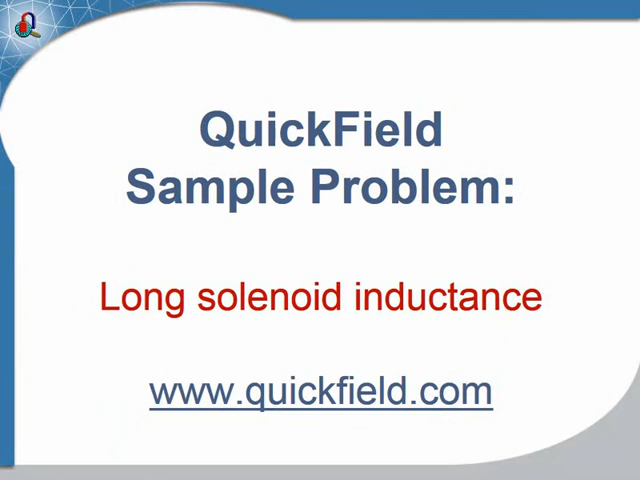 QuickField
Sample Problem:
Long solenoid inductance
www.quickfield.com